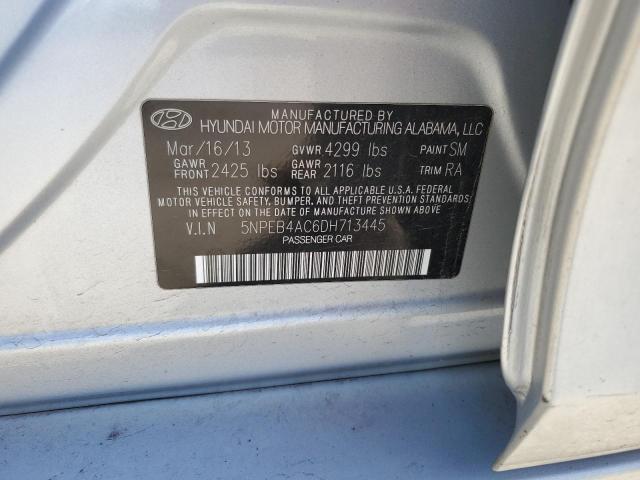 MANUFACTURED BY
HYUNDAI MOTOR MANUFACTURING ALABAMA, LLC
Mar/16/13 GVWR 4299 lbs PAINT SM
GAWR FRONT 2425 lbs GAWR REAR 2116 lbs TRIM RA
THIS VEHICLE CONFORMS TO ALL APPLICABLE U.S.A. FEDERAL
MOTOR VEHICLE SAFETY, BUMPER, AND THEFT PREVENTION STANDARDS
IN EFFECT ON THE DATE OF MANUFACTURE SHOWN ABOVE.
V.I.N 5NPEB4AC6DH713445
PASSENGER CAR